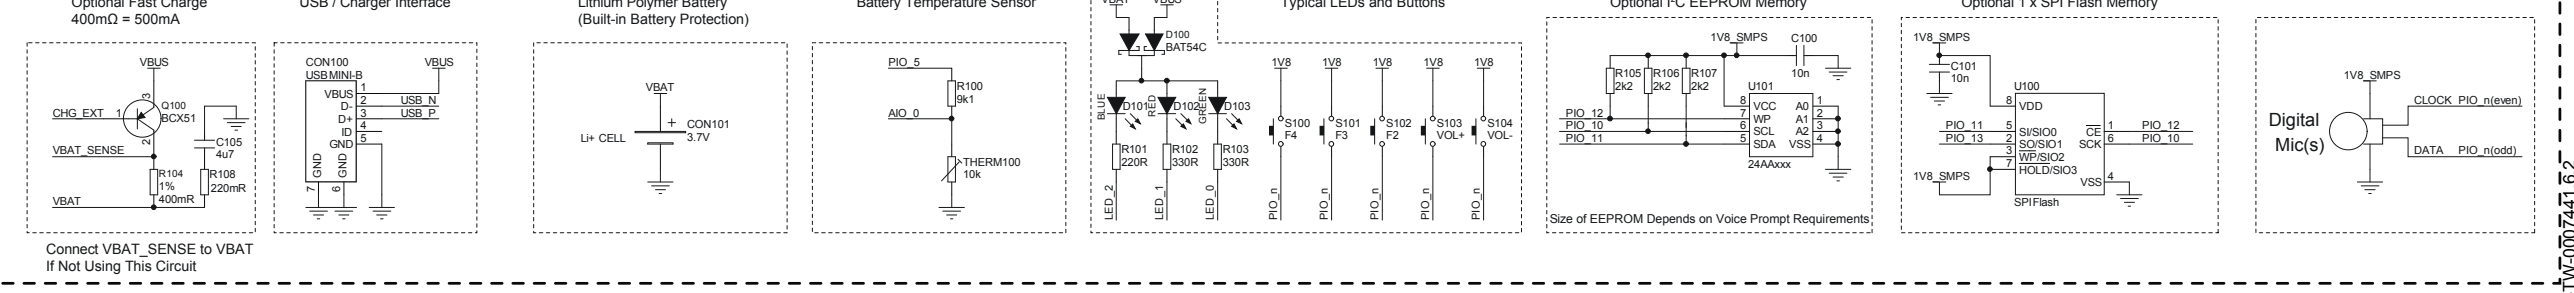 Optional Fast Charge
400mΩ = 500mA
VBUS
3
CHG_EXT 1
Q100
BCX51
2
VBAT_SENSE
C105
4u7
R104
1%
400mR
R108
220mR
VBAT
Connect VBAT_SENSE to VBAT
If Not Using This Circuit
USB / Charger Interface
CON100
USB MINI-B
VBUS
VBUS 1
D- 2 USB_N
D+ 3 USB_P
ID 4
GND 5
GND
GND
7
6
Lithium Polymer Battery
(Built-in Battery Protection)
VBAT
Li+ CELL
+
CON101
3.7V
Battery Temperature Sensor
PIO_5
R100
9k1
AIO_0
THERM100
10k
Typical LEDs and Buttons
VBAT
VBUS
D100
BAT54C
BLUE
D101
RED
D102
GREEN
D103
R101
220R
R102
330R
R103
330R
LED_2
LED_1
LED_0
1V8
1V8
1V8
1V8
1V8
S100
F4
S101
F3
S102
F2
S103
VOL+
S104
VOL-
PIO_n
PIO_n
PIO_n
PIO_n
PIO_n
Optional I²C EEPROM Memory
1V8_SMPS
C100
10n
R105
2k2
R106
2k2
R107
2k2
U101
8 VCC A0 1
PIO_12 7 WP A1 2
PIO_10 6 SCL A2 3
PIO_11 5 SDA VSS 4
24AAxxx
Size of EEPROM Depends on Voice Prompt Requirements
Optional 1 x SPI Flash Memory
1V8_SMPS
C101
10n
U100
8 VDD
PIO_11 5 SI/SIO0 CE 1 PIO_12
PIO_13 2 SO/SIO1 SCK 6 PIO_10
3 WP/SIO2
7 HOLD/SIO3
1V8_SMPS
VSS 4
SPI Flash
1V8_SMPS
Digital
Mic(s)
CLOCK PIO_n(even)
DATA PIO_n(odd)
TW-0007441.6.2